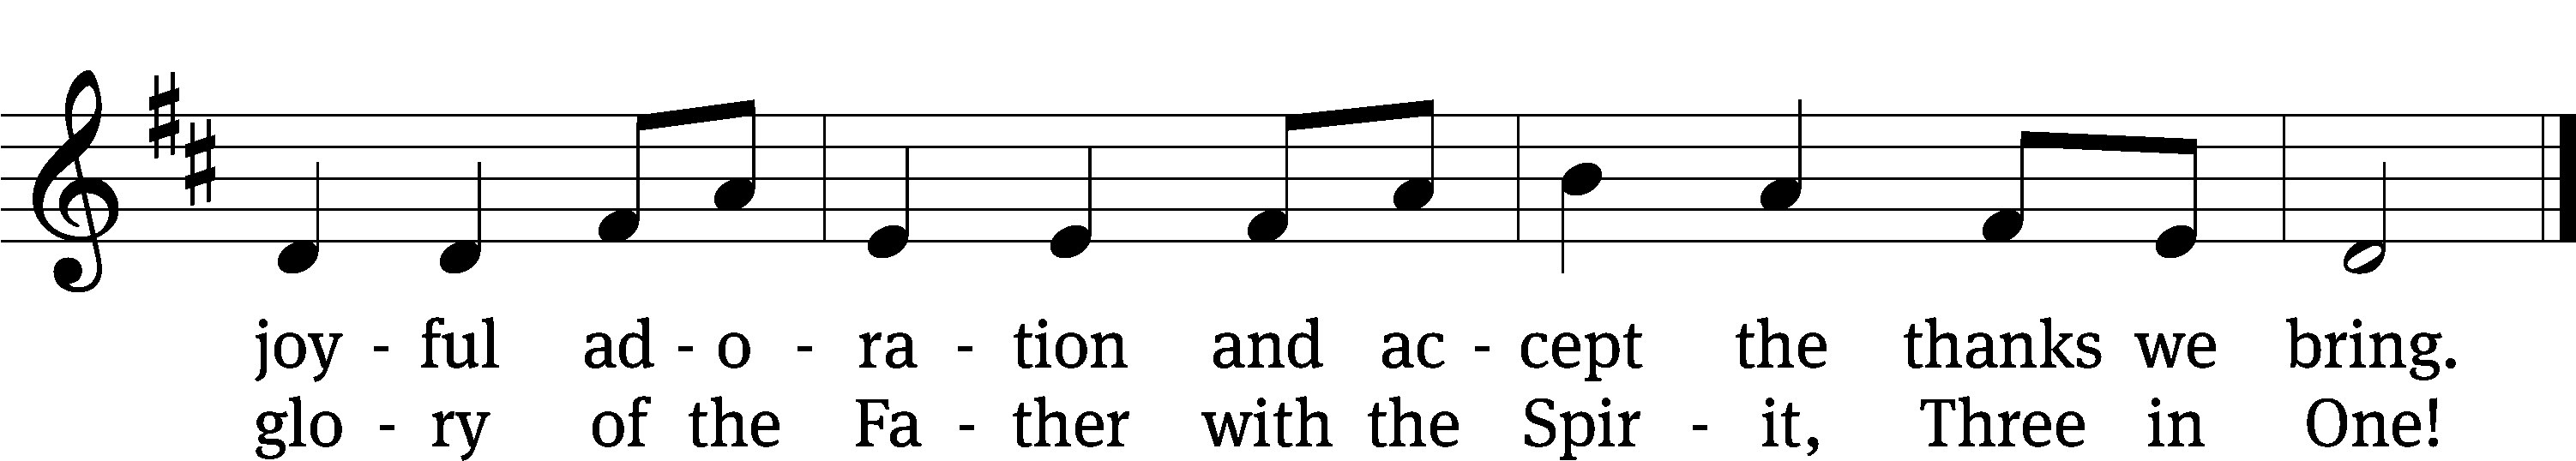 joy - ful ad - o - ra - tion and ac - cept the thanks we bring.
glo - ry of the Fa - ther with the Spir - it, Three in One!